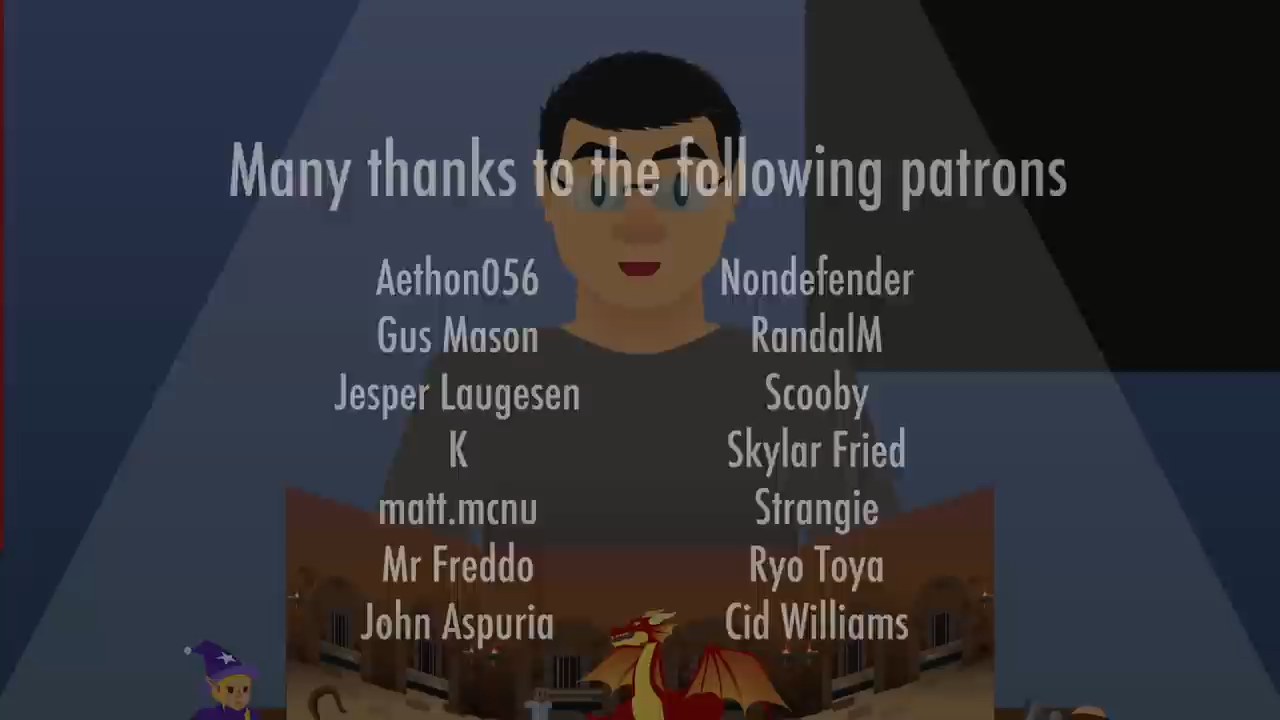 Many thanks to the following patrons
Aethon056
Gus Mason
Jesper Laugesen
K
matt.mcnu
Mr Freddo
John Aspuria
Nondefender
RandalM
Scooby
Skylar Fried
Strangie
Ryo Toya
Cid Williams